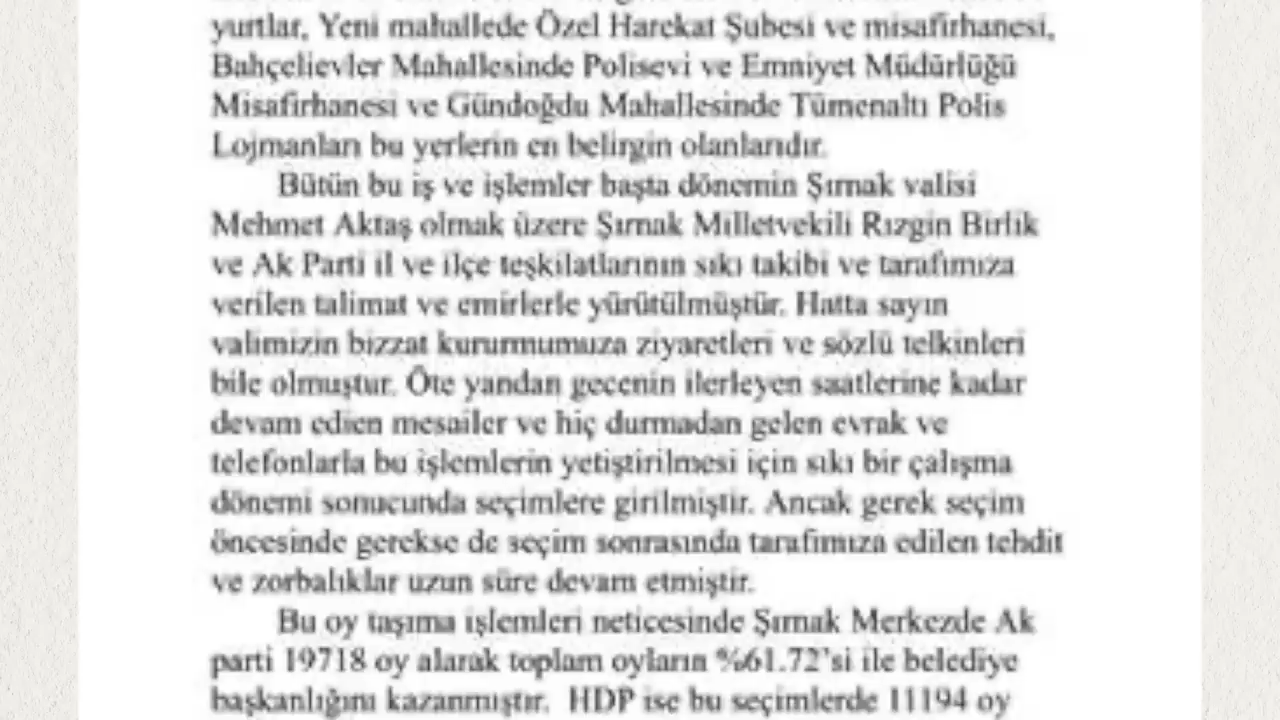 yurtlar, Yeni mahallede Özel Harekat Şubesi ve misafirhanesi,
Bahçelievler Mahallesinde Polisevi ve Emniyet Müdürlüğü
Misafirhanesi ve Gündoğdu Mahallesinde Tümenaltı Polis
Lojmanları bu yerlerin en belirgin olanlarıdır.
Bütün bu iş ve işlemler başta dönemin Şırnak valisi
Mehmet Aktaş olmak üzere Şırnak Milletvekili Rızgin Birlik
ve Ak Parti il ve ilçe teşkilatlarının sıkı takibi ve tarafımıza
verilen talimat ve emirlerle yürütülmüştür. Hatta sayın
valimizin bizzat kururmumuza ziyaretleri ve sözlü telkinleri
bile olmuştur. Öte yandan gecenin ilerleyen saatlerine kadar
devam edien mesailer ve hiç durmadan gelen evrak ve
telefonlarla bu işlemlerin yetiştirilmesi için sıkı bir çalışma
dönemi sonucunda seçimlere girilmiştir. Ancak gerek seçim
öncesinde gerekse de seçim sonrasında tarafımıza edilen tehdit
ve zorbalıklar uzun süre devam etmiştir.
Bu oy taşıma işlemleri neticesinde Şırnak Merkezde Ak
parti 19718 oy alarak toplam oyların %61.72'si ile belediye
başkanlığını kazanmıştır. HDP ise bu seçimlerde 11194 oy